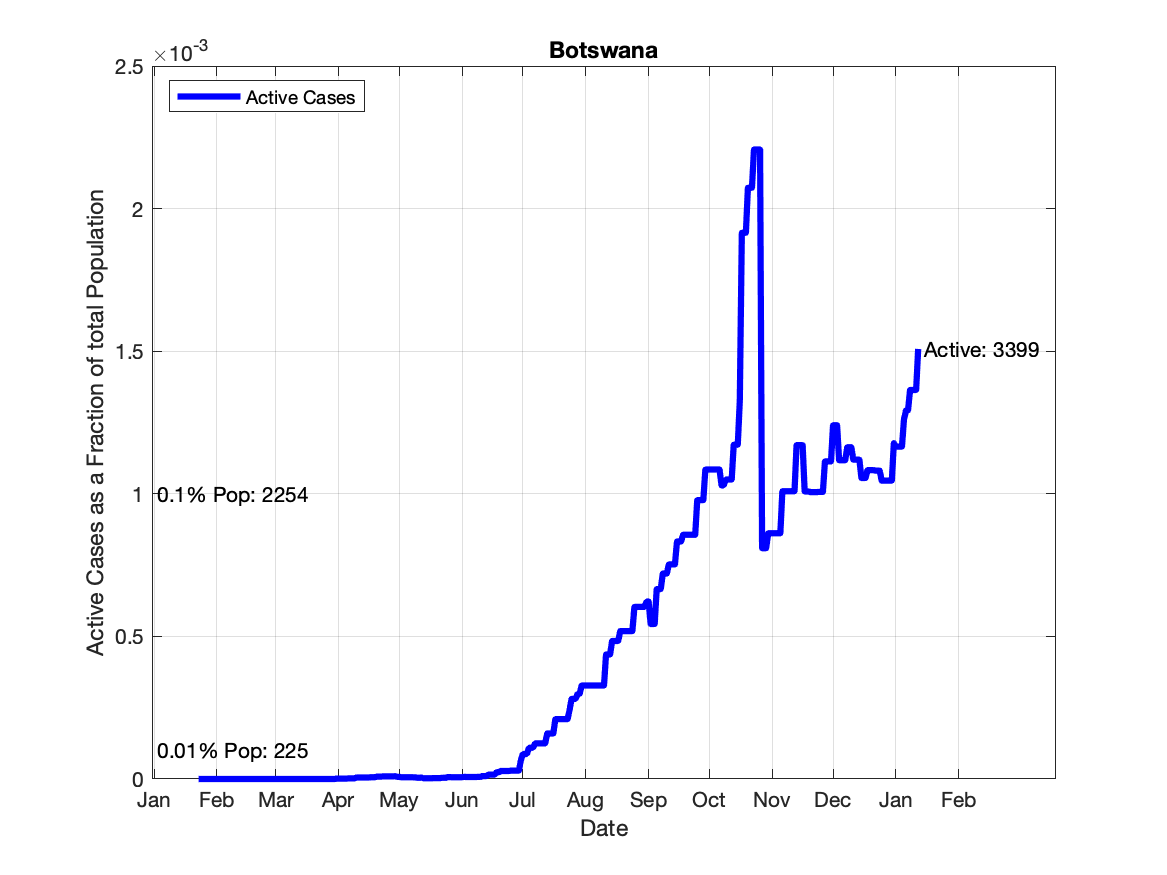 Botswana
×10-3
2.5
2
1.5
1
0.5
0
Active Cases as a Fraction of total Population
Active Cases
Active: 3399
0.1% Pop: 2254
0.01% Pop: 225
Jan Feb Mar Apr May Jun Jul Aug Sep Oct Nov Dec Jan Feb
Date